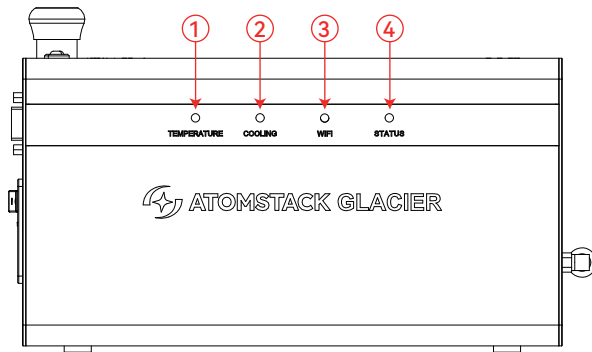 ① ② ③ ④
TEMPERATURE COOLING WIFI STATUS
ATOMSTACK GLACIER